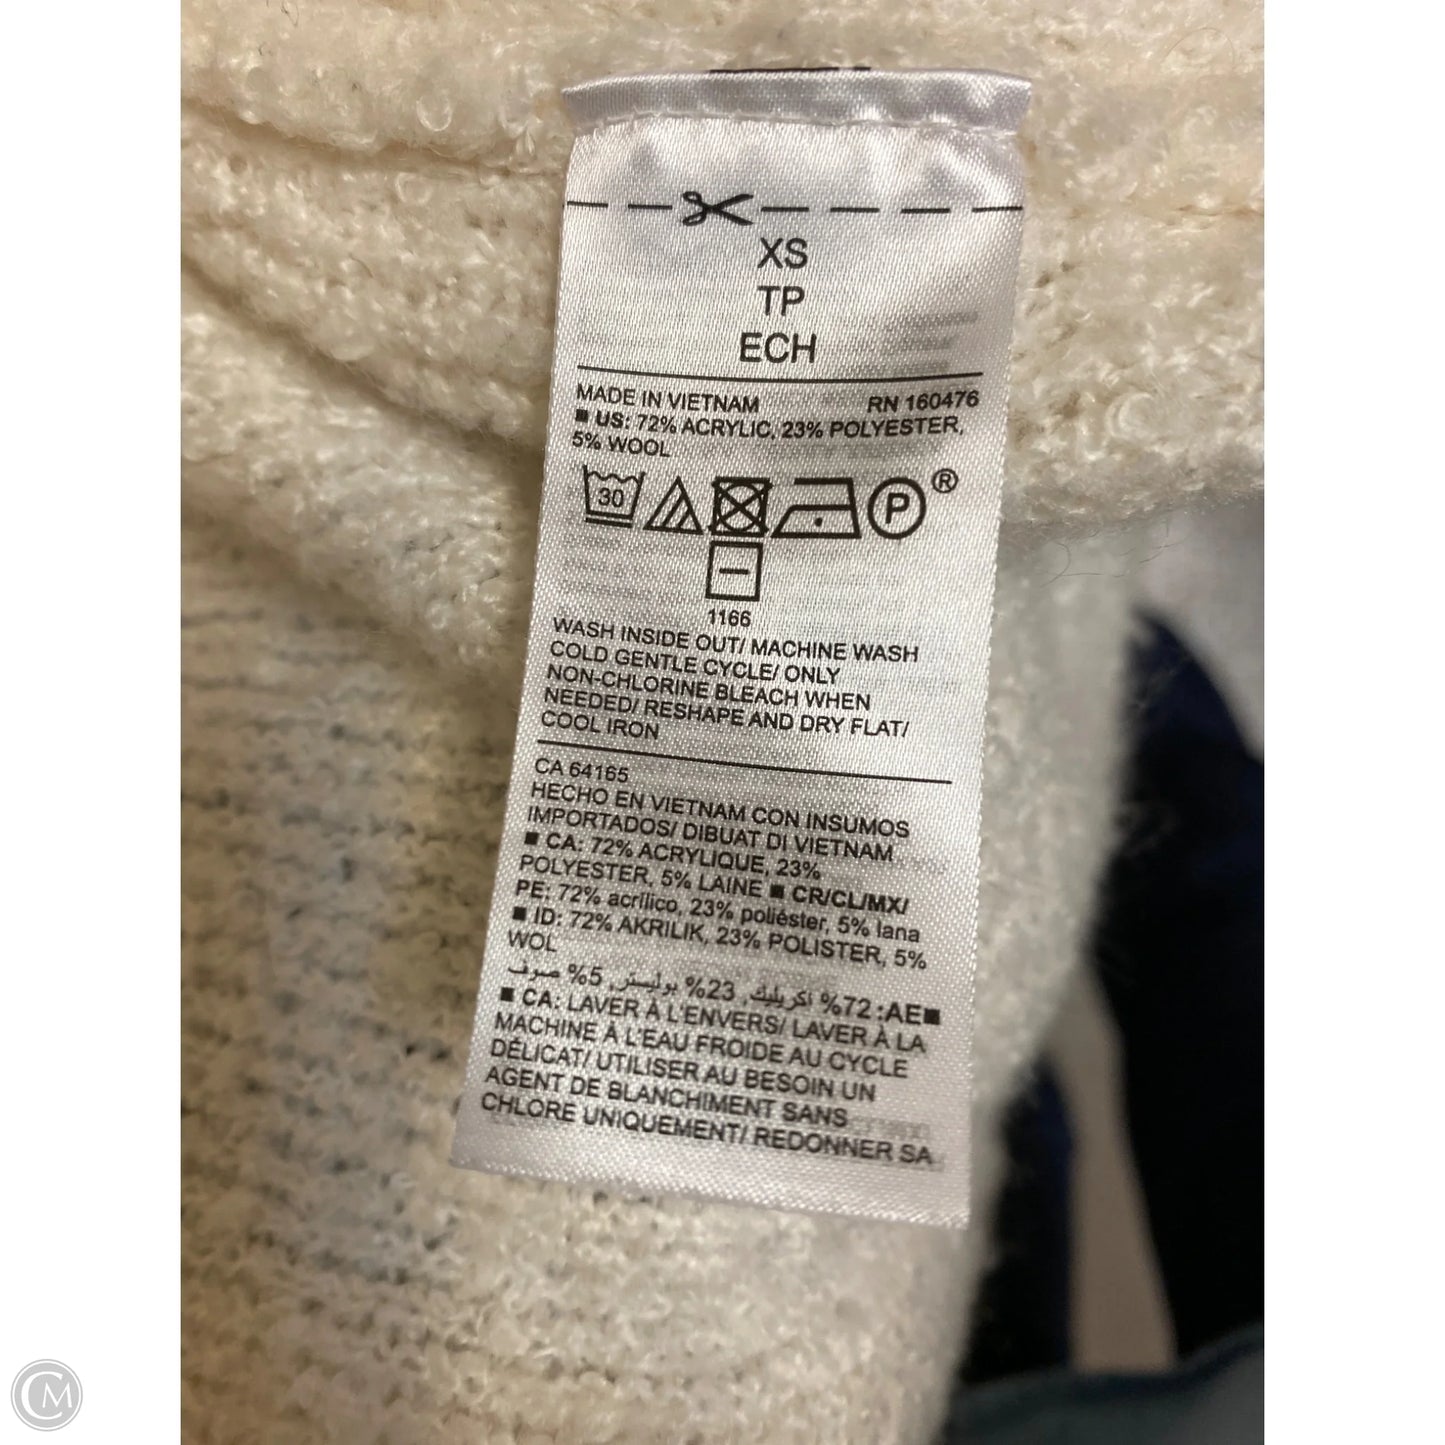 XS
TP
ECH
MADE IN VIETNAM RN 160476
■ US: 72% ACRYLIC, 23% POLYESTER,
5% WOOL
30 P ®
1166
WASH INSIDE OUT/ MACHINE WASH
COLD GENTLE CYCLE/ ONLY
NON-CHLORINE BLEACH WHEN
NEEDED/ RESHAPE AND DRY FLAT/
COOL IRON
CA 64165
HECHO EN VIETNAM CON INSUMOS
IMPORTADOS/ DIBUAT DI VIETNAM
■ CA: 72% ACRYLIQUE, 23%
POLYESTER, 5% LAINE ■ CR/CL/MX/
PE: 72% acrílico, 23% poliéster, 5% lana
■ ID: 72% AKRILIK, 23% POLISTER, 5%
WOL
■AE: 72% اكريليك, 23% بوليستر, 5% صوف
■ CA: LAVER À L'ENVERS/ LAVER À LA
MACHINE À L'EAU FROIDE AU CYCLE
DÉLICAT/ UTILISER AU BESOIN UN
AGENT DE BLANCHIMENT SANS
CHLORE UNIQUEMENT/ REDONNER SA
CM